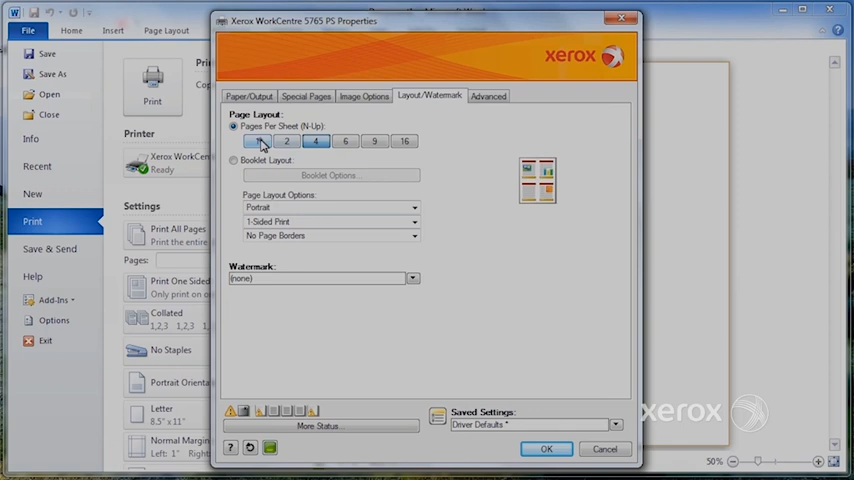 Xerox WorkCentre 5765 PS Properties
xerox
File
Home
Insert
Page Layout
Save
Save As
Open
Close
Info
Recent
New
Print
Save & Send
Help
Add-Ins
Options
Exit
Print
Printer
Xerox WorkCent
Ready
Settings
Print All Pages
Print the entire
Pages:
Print One Sided
Only print on
Collated
1,2,3 1,2,3
No Staples
Portrait Orienta
Letter
8.5" x 11"
Normal Margin
Left: 1"
Paper/Output
Special Pages
Image Options
Layout/Watermark
Advanced
Page Layout:
Pages Per Sheet (N-Up)
2
4
6
9
16
Booklet Layout:
Booklet Options...
Page Layout Options:
Portrait
1-Sided Print
No Page Borders
Watermark:
(none)
More Status...
Saved Settings:
Driver Defaults *
OK
Cancel
xerox
50%